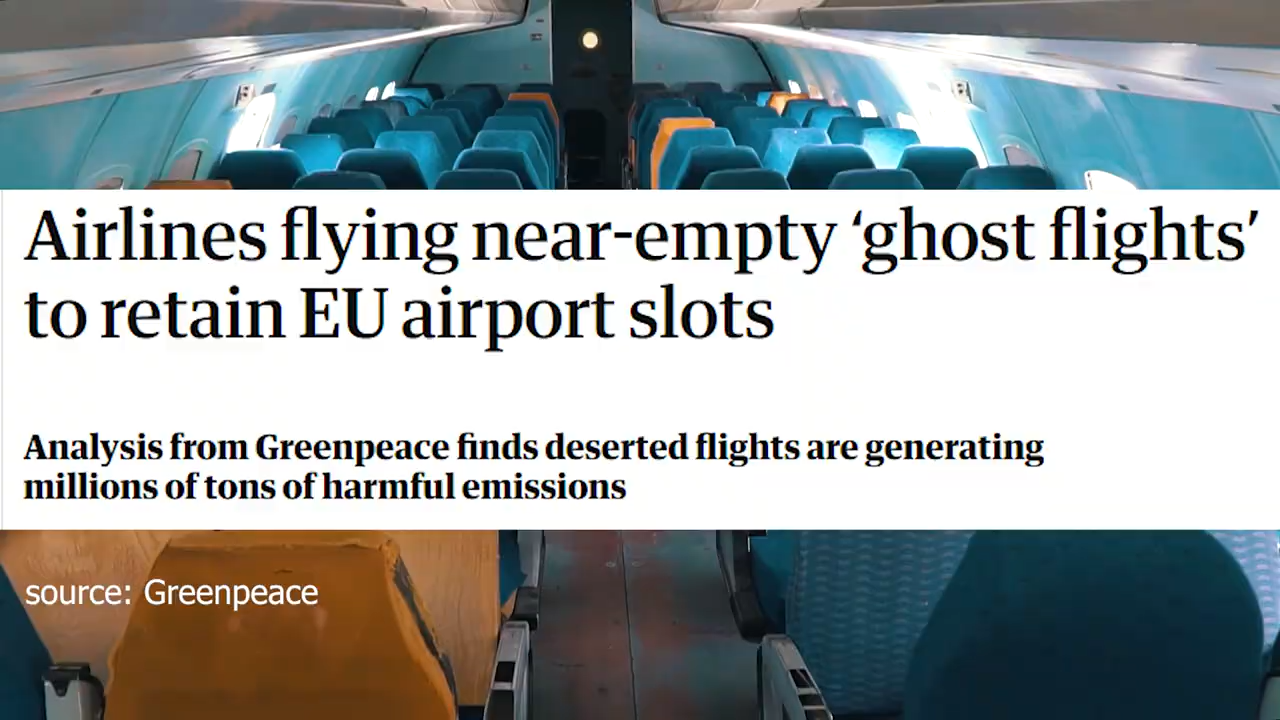 Airlines flying near-empty ‘ghost flights’
to retain EU airport slots
Analysis from Greenpeace finds deserted flights are generating
millions of tons of harmful emissions
source: Greenpeace